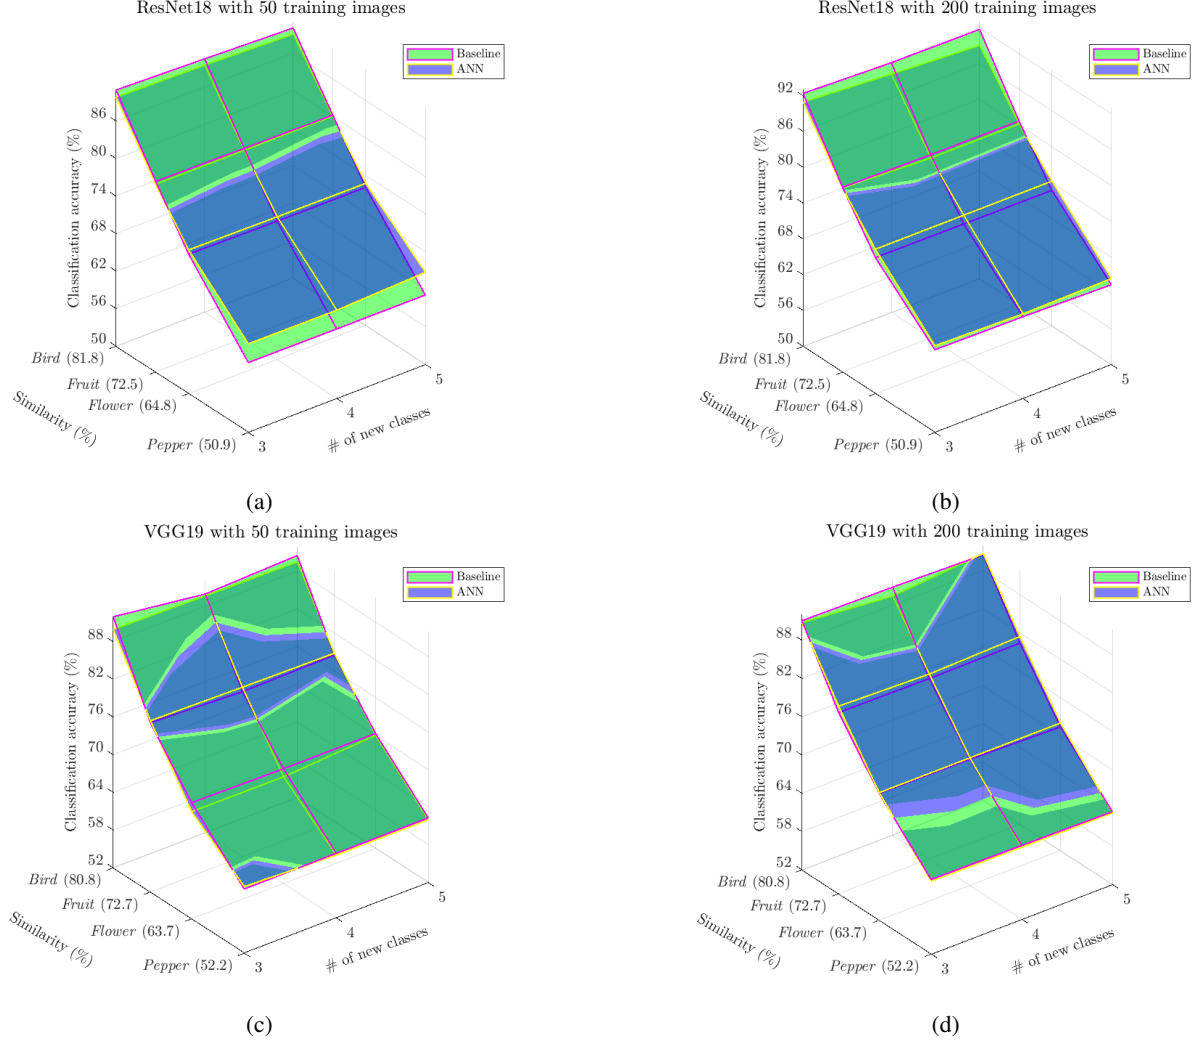 ResNet18 with 50 training images
Baseline
ANN
Classification accuracy (%)
86
80
74
68
62
56
50
Bird (81.8)
Fruit (72.5)
Flower (64.8)
Pepper (50.9)
Similarity (%)
3
4
5
# of new classes
(a)
ResNet18 with 200 training images
Baseline
ANN
Classification accuracy (%)
92
86
80
74
68
62
56
50
Bird (81.8)
Fruit (72.5)
Flower (64.8)
Pepper (50.9)
Similarity (%)
3
4
5
# of new classes
(b)
VGG19 with 50 training images
Baseline
ANN
Classification accuracy (%)
88
82
76
70
64
58
52
Bird (80.8)
Fruit (72.7)
Flower (63.7)
Pepper (52.2)
Similarity (%)
3
4
5
# of new classes
(c)
VGG19 with 200 training images
Baseline
ANN
Classification accuracy (%)
88
82
76
70
64
58
52
Bird (80.8)
Fruit (72.7)
Flower (63.7)
Pepper (52.2)
Similarity (%)
3
4
5
# of new classes
(d)